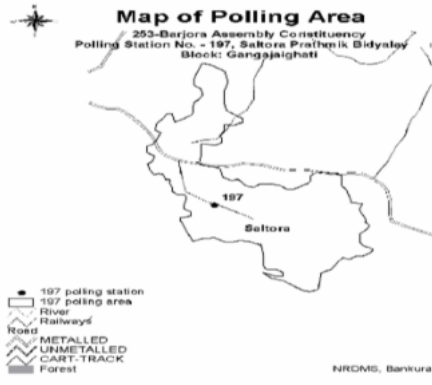 Map of Polling Area
253-Barjora Assembly Constituency
Polling Station No. - 197, Saltora Prathmik Bidyalay
Block: Gangajalghati
197
Saltora
197 polling station
197 polling area
River
Railways
Road
METALLED
UNMETALLED
CART-TRACK
Forest
NRDMS, Bankura